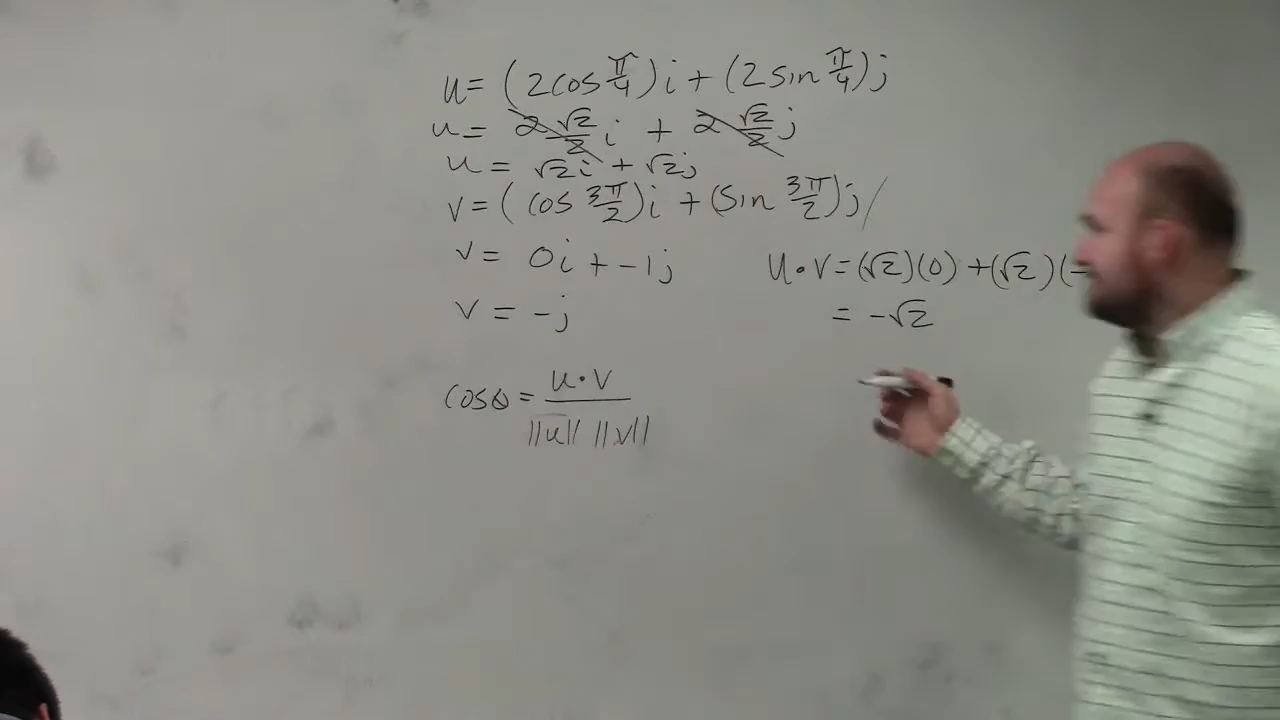 u = (2cos π/4)i + (2sin π/4)j
u = 2 √2/2 i + 2 √2/2 j
u = √2i + √2j
v = (cos 3π/2)i + (sin 3π/2)j
v = 0i + -1j
v = -j
u·v = (√2)(0) + (√2)(-
= -√2
cosθ = u·v / ||u|| ||v||